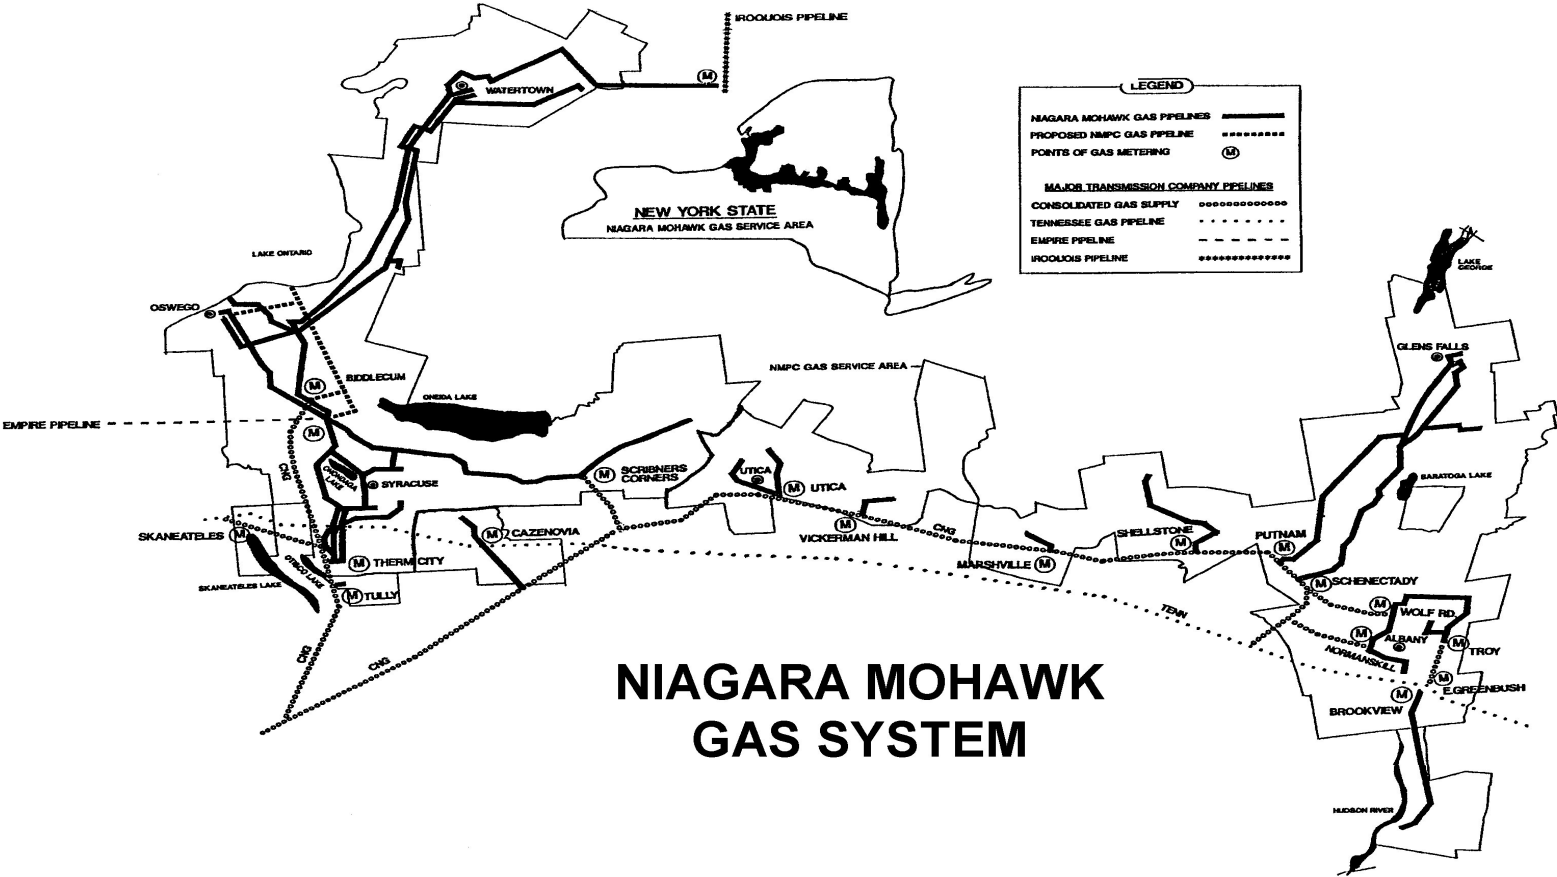 IROQUOIS PIPELINE
M
WATERTOWN
LEGEND
NIAGARA MOHAWK GAS PIPELINES
PROPOSED NMPC GAS PIPELINE
POINTS OF GAS METERING M
MAJOR TRANSMISSION COMPANY PIPELINES
CONSOLIDATED GAS SUPPLY
TENNESSEE GAS PIPELINE
EMPIRE PIPELINE
IROQUOIS PIPELINE
NEW YORK STATE
NIAGARA MOHAWK GAS SERVICE AREA
LAKE ONTARIO
LAKE
GEORGE
OSWEGO
GLENS FALLS
M
BIDDLECUM
NMPC GAS SERVICE AREA
ONEIDA LAKE
EMPIRE PIPELINE
M
CNG
ONONDAGA
LAKE
SYRACUSE
M
SCRIBNERS
CORNERS
UTICA
M
UTICA
SARATOGA LAKE
SKANEATELES
M
M
CAZENOVIA
M
VICKERMAN HILL
CNG
SHELLSTONE
M
PUTNAM
M
OTISCO LAKE
M
THERM CITY
MARSHVILLE
M
M
SCHENECTADY
SKANEATELES LAKE
M
TULLY
TENN
M
WOLF RD.
M
ALBANY
M
TROY
NORMANSKILL
CNG
CNG
M
E.GREENBUSH
M
BROOKVIEW
NIAGARA MOHAWK
GAS SYSTEM
HUDSON RIVER